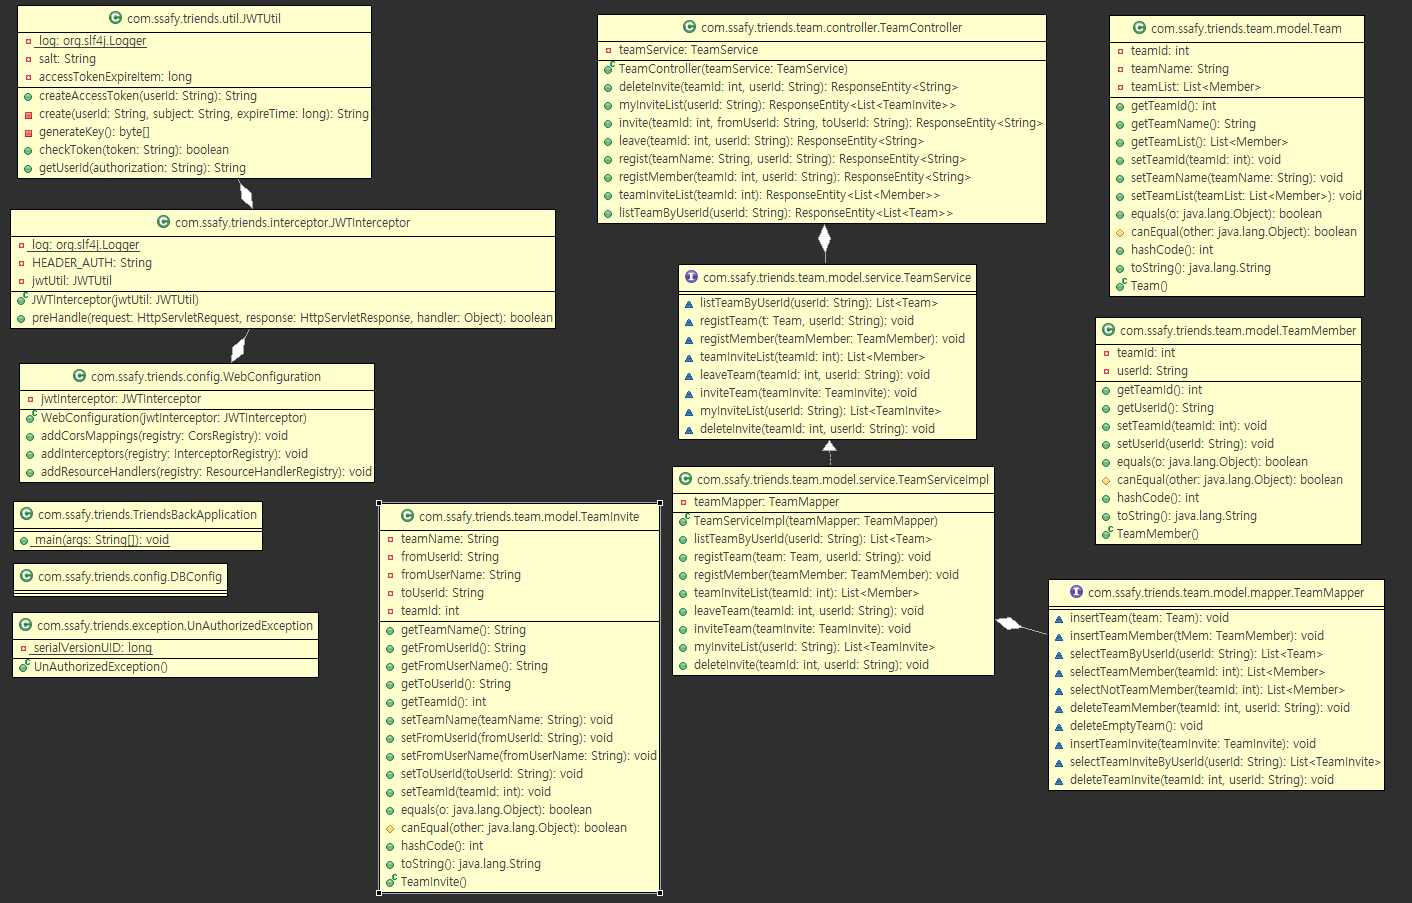 com.ssafy.triends.util.JWTUtil
log: org.slf4j.Logger
salt: String
accessTokenExpireItem: long
createAccessToken(userId: String): String
create(userId: String, subject: String, expireTime: long): String
generateKey(): byte[]
checkToken(token: String): boolean
getUserId(authorization: String): String
com.ssafy.triends.interceptor.JWTInterceptor
log: org.slf4j.Logger
HEADER_AUTH: String
jwtUtil: JWTUtil
JWTInterceptor(jwtUtil: JWTUtil)
preHandle(request: HttpServletRequest, response: HttpServletResponse, handler: Object): boolean
com.ssafy.triends.config.WebConfiguration
jwtInterceptor: JWTInterceptor
WebConfiguration(jwtInterceptor: JWTInterceptor)
addCorsMappings(registry: CorsRegistry): void
addInterceptors(registry: InterceptorRegistry): void
addResourceHandlers(registry: ResourceHandlerRegistry): void
com.ssafy.triends.TriendsBackApplication
main(args: String[]): void
com.ssafy.triends.config.DBConfig
com.ssafy.triends.exception.UnAuthorizedException
serialVersionUID: long
UnAuthorizedException()
com.ssafy.triends.team.model.TeamInvite
teamName: String
fromUserId: String
fromUserName: String
toUserId: String
teamId: int
getTeamName(): String
getFromUserId(): String
getFromUserName(): String
getToUserId(): String
getTeamId(): int
setTeamName(teamName: String): void
setFromUserId(fromUserId: String): void
setFromUserName(fromUserName: String): void
setToUserId(toUserId: String): void
setTeamId(teamId: int): void
equals(o: java.lang.Object): boolean
canEqual(other: java.lang.Object): boolean
hashCode(): int
toString(): java.lang.String
TeamInvite()
com.ssafy.triends.team.controller.TeamController
teamService: TeamService
TeamController(teamService: TeamService)
deleteInvite(teamId: int, userId: String): ResponseEntity<String>
myInviteList(userId: String): ResponseEntity<List<TeamInvite>>
invite(teamId: int, fromUserId: String, toUserId: String): ResponseEntity<String>
leave(teamId: int, userId: String): ResponseEntity<String>
regist(teamName: String, userId: String): ResponseEntity<String>
registMember(teamId: int, userId: String): ResponseEntity<String>
teamInviteList(teamId: int): ResponseEntity<List<Member>>
listTeamByUserId(userId: String): ResponseEntity<List<Team>>
com.ssafy.triends.team.model.service.TeamService
listTeamByUserId(userId: String): List<Team>
registTeam(t: Team, userId: String): void
registMember(teamMember: TeamMember): void
teamInviteList(teamId: int): List<Member>
leaveTeam(teamId: int, userId: String): void
inviteTeam(teamInvite: TeamInvite): void
myInviteList(userId: String): List<TeamInvite>
deleteInvite(teamId: int, userId: String): void
com.ssafy.triends.team.model.service.TeamServiceImpl
teamMapper: TeamMapper
TeamServiceImpl(teamMapper: TeamMapper)
listTeamByUserId(userId: String): List<Team>
registTeam(team: Team, userId: String): void
registMember(teamMember: TeamMember): void
teamInviteList(teamId: int): List<Member>
leaveTeam(teamId: int, userId: String): void
inviteTeam(teamInvite: TeamInvite): void
myInviteList(userId: String): List<TeamInvite>
deleteInvite(teamId: int, userId: String): void
com.ssafy.triends.team.model.Team
teamId: int
teamName: String
teamList: List<Member>
getTeamId(): int
getTeamName(): String
getTeamList(): List<Member>
setTeamId(teamId: int): void
setTeamName(teamName: String): void
setTeamList(teamList: List<Member>): void
equals(o: java.lang.Object): boolean
canEqual(other: java.lang.Object): boolean
hashCode(): int
toString(): java.lang.String
Team()
com.ssafy.triends.team.model.TeamMember
teamId: int
userId: String
getTeamId(): int
getUserId(): String
setTeamId(teamId: int): void
setUserId(userId: String): void
equals(o: java.lang.Object): boolean
canEqual(other: java.lang.Object): boolean
hashCode(): int
toString(): java.lang.String
TeamMember()
com.ssafy.triends.team.model.mapper.TeamMapper
insertTeam(team: Team): void
insertTeamMember(tMem: TeamMember): void
selectTeamByUserId(userId: String): List<Team>
selectTeamMember(teamId: int): List<Member>
selectNotTeamMember(teamId: int): List<Member>
deleteTeamMember(teamId: int, userId: String): void
deleteEmptyTeam(): void
insertTeamInvite(teamInvite: TeamInvite): void
selectTeamInviteByUserId(userId: String): List<TeamInvite>
deleteTeamInvite(teamId: int, userId: String): void